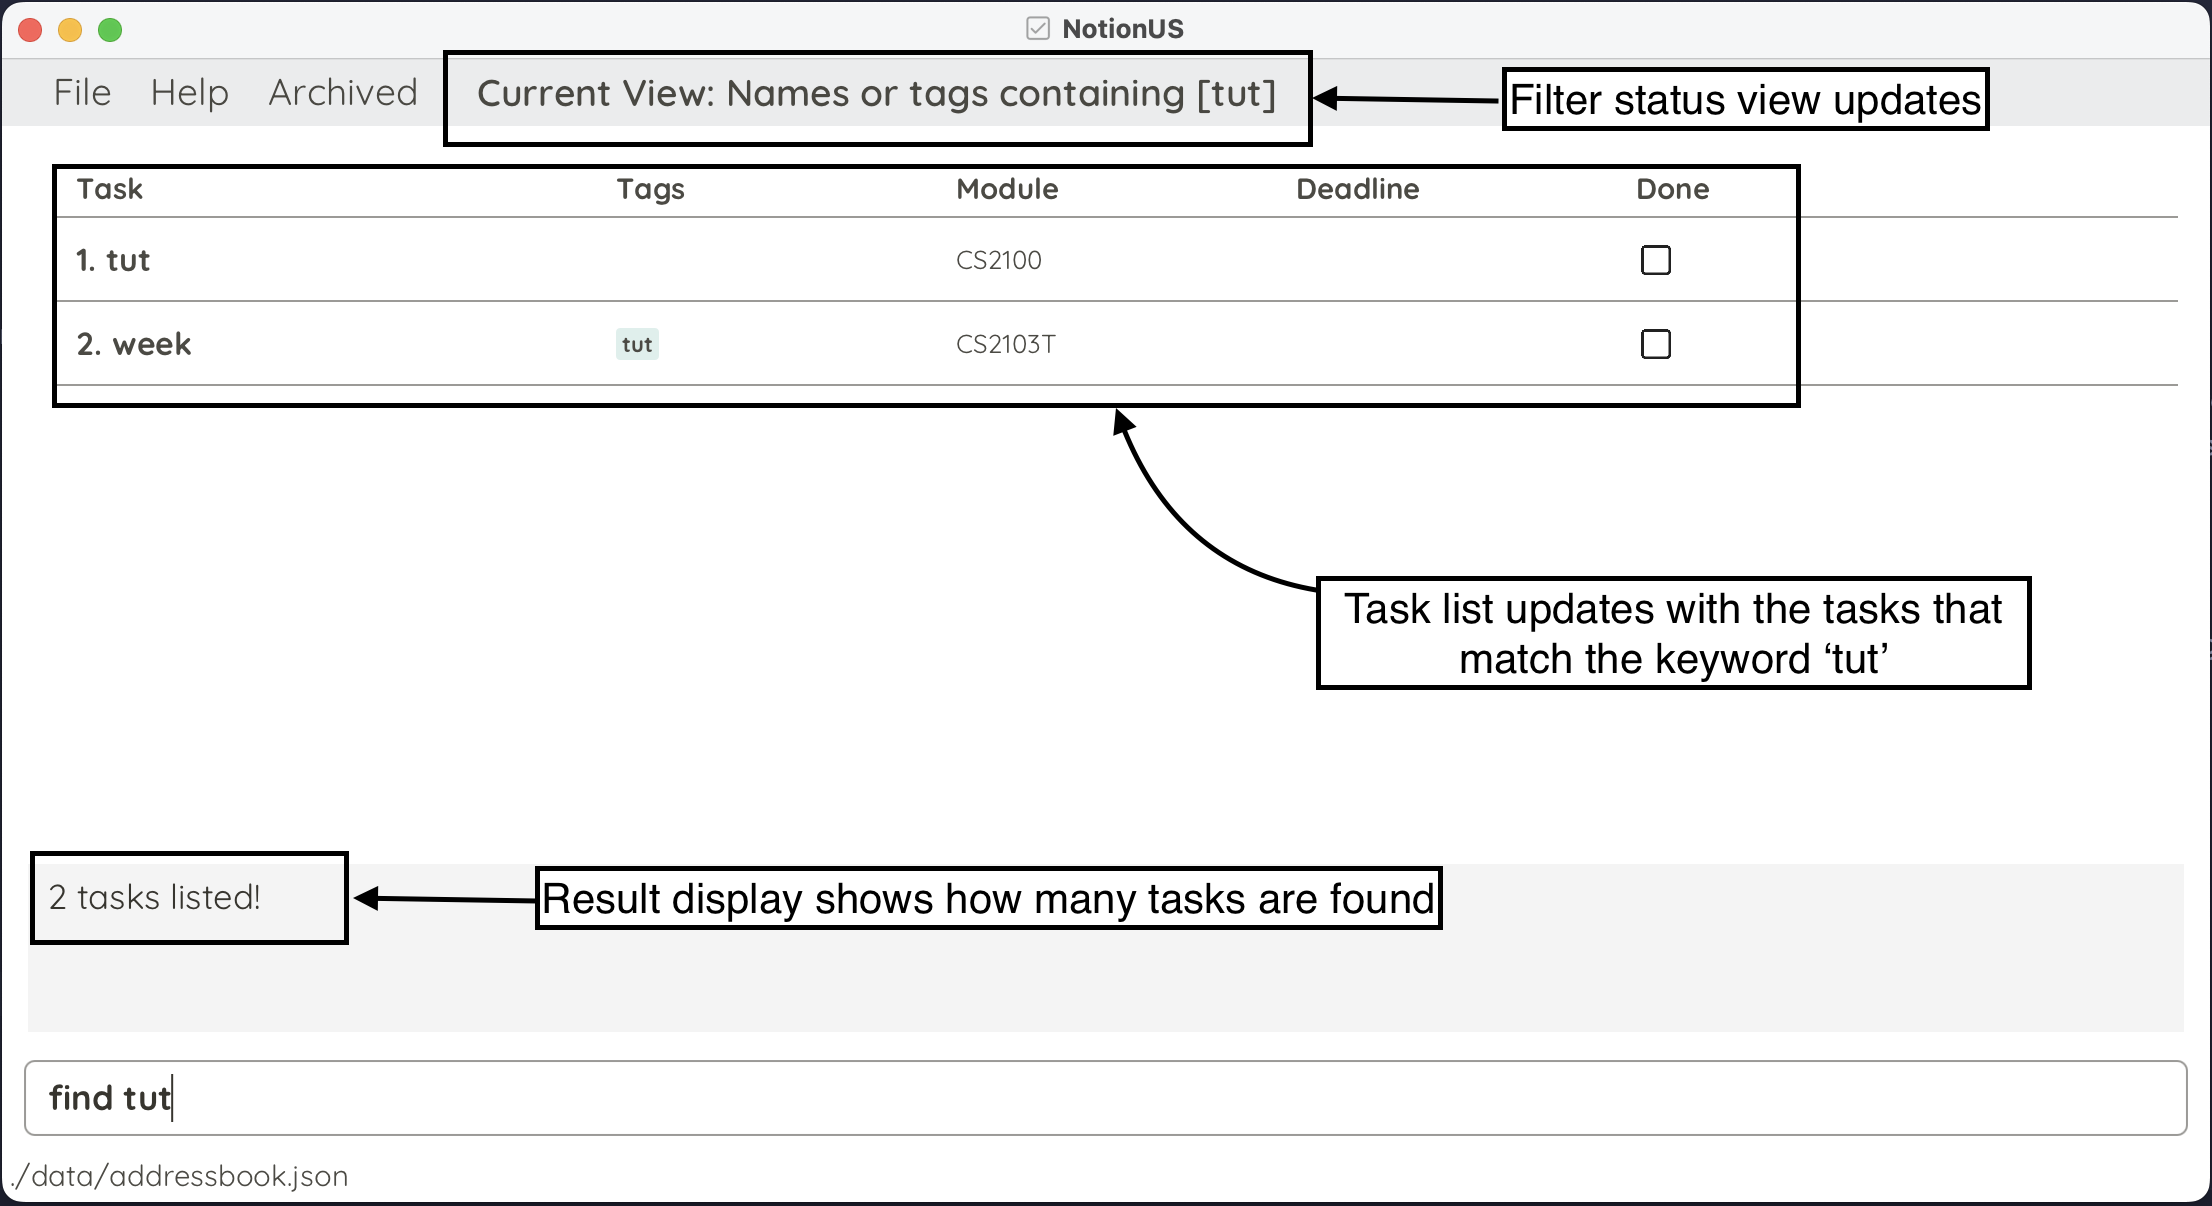 NotionUS
File Help Archived Current View: Names or tags containing [tut]
Filter status view updates
Task Tags Module Deadline Done
1. tut CS2100
2. week tut CS2103T
Task list updates with the tasks that
match the keyword ‘tut’
2 tasks listed!
Result display shows how many tasks are found
find tut
./data/addressbook.json